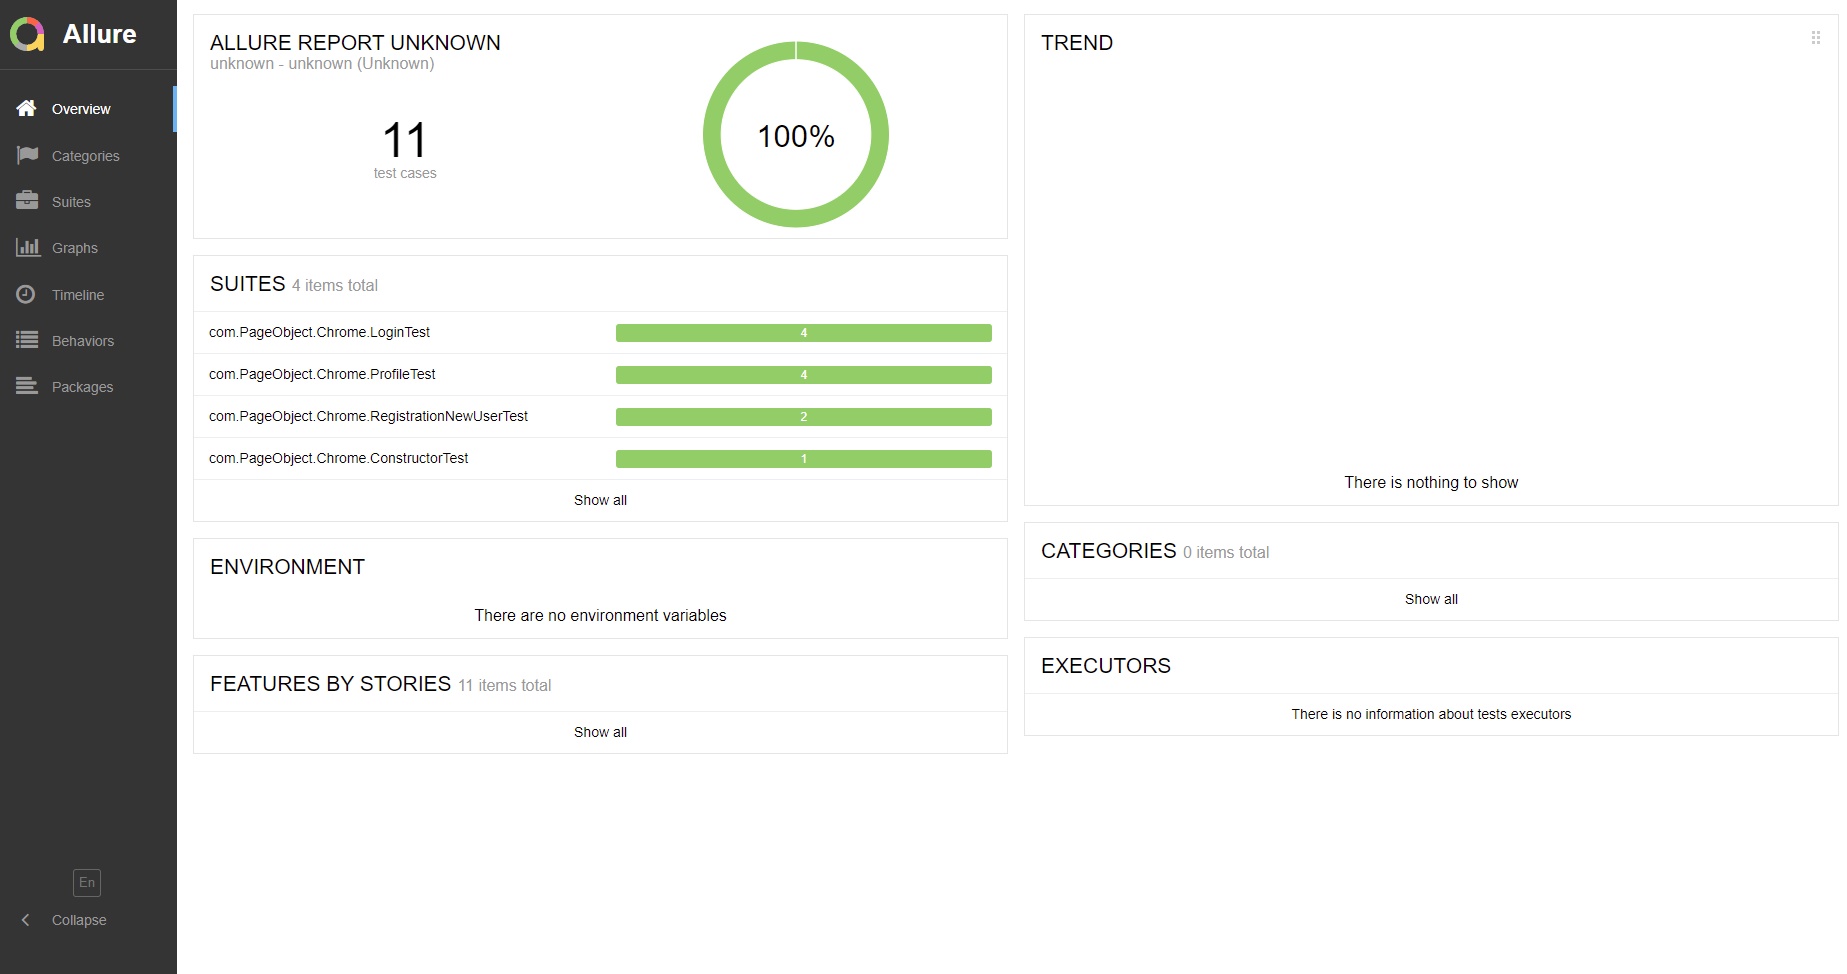 Allure
Overview
Categories
Suites
Graphs
Timeline
Behaviors
Packages
En
Collapse
ALLURE REPORT UNKNOWN
unknown - unknown (Unknown)
11
test cases
100%
SUITES 4 items total
com.PageObject.Chrome.LoginTest 4
com.PageObject.Chrome.ProfileTest 4
com.PageObject.Chrome.RegistrationNewUserTest 2
com.PageObject.Chrome.ConstructorTest 1
Show all
ENVIRONMENT
There are no environment variables
FEATURES BY STORIES 11 items total
Show all
TREND
There is nothing to show
CATEGORIES 0 items total
Show all
EXECUTORS
There is no information about tests executors